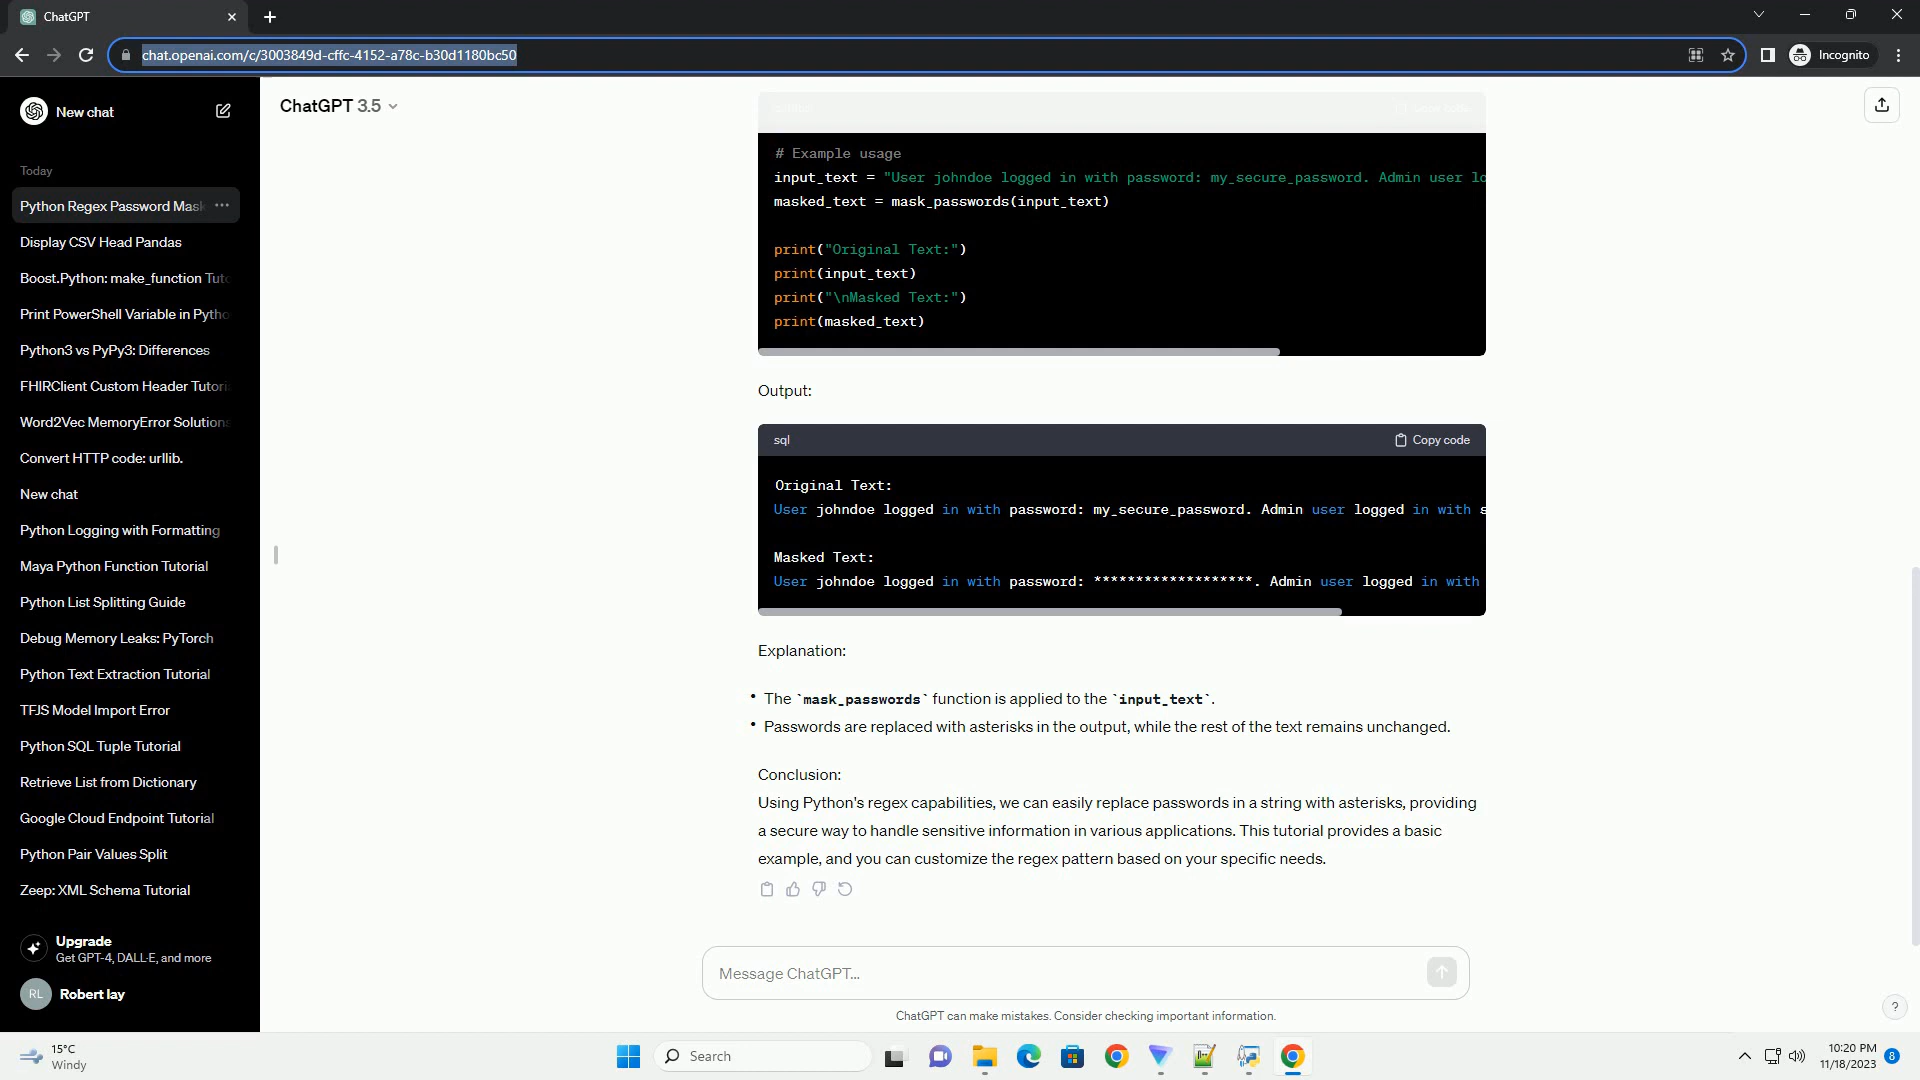 ChatGPT
chat.openai.com/c/3003849d-cffc-4152-a78c-b30d1180bc50
Incognito
New chat
Today
Python Regex Password Mas
Display CSV Head Pandas
Boost.Python: make_function Tut
Print PowerShell Variable in Pytho
Python3 vs PyPy3: Differences
FHIRClient Custom Header Tutori
Word2Vec MemoryError Solutions
Convert HTTP code: urllib.
New chat
Python Logging with Formatting
Maya Python Function Tutorial
Python List Splitting Guide
Debug Memory Leaks: PyTorch
Python Text Extraction Tutorial
TFJS Model Import Error
Python SQL Tuple Tutorial
Retrieve List from Dictionary
Google Cloud Endpoint Tutorial
Python Pair Values Split
Zeep: XML Schema Tutorial
Upgrade
Get GPT-4, DALL·E, and more
RL
Robert lay
ChatGPT 3.5
# Example usage
input_text = "User johndoe logged in with password: my_secure_password. Admin user lo
masked_text = mask_passwords(input_text)
print("Original Text:")
print(input_text)
print("\nMasked Text:")
print(masked_text)
Output:
sql
Copy code
Original Text:
User johndoe logged in with password: my_secure_password. Admin user logged in with s
Masked Text:
User johndoe logged in with password: *******************. Admin user logged in with
Explanation:
• The `mask_passwords` function is applied to the `input_text`.
• Passwords are replaced with asterisks in the output, while the rest of the text remains unchanged.
Conclusion:
Using Python's regex capabilities, we can easily replace passwords in a string with asterisks, providing
a secure way to handle sensitive information in various applications. This tutorial provides a basic
example, and you can customize the regex pattern based on your specific needs.
Message ChatGPT...
ChatGPT can make mistakes. Consider checking important information.
?
15°C
Windy
Search
10:20 PM
11/18/2023
8